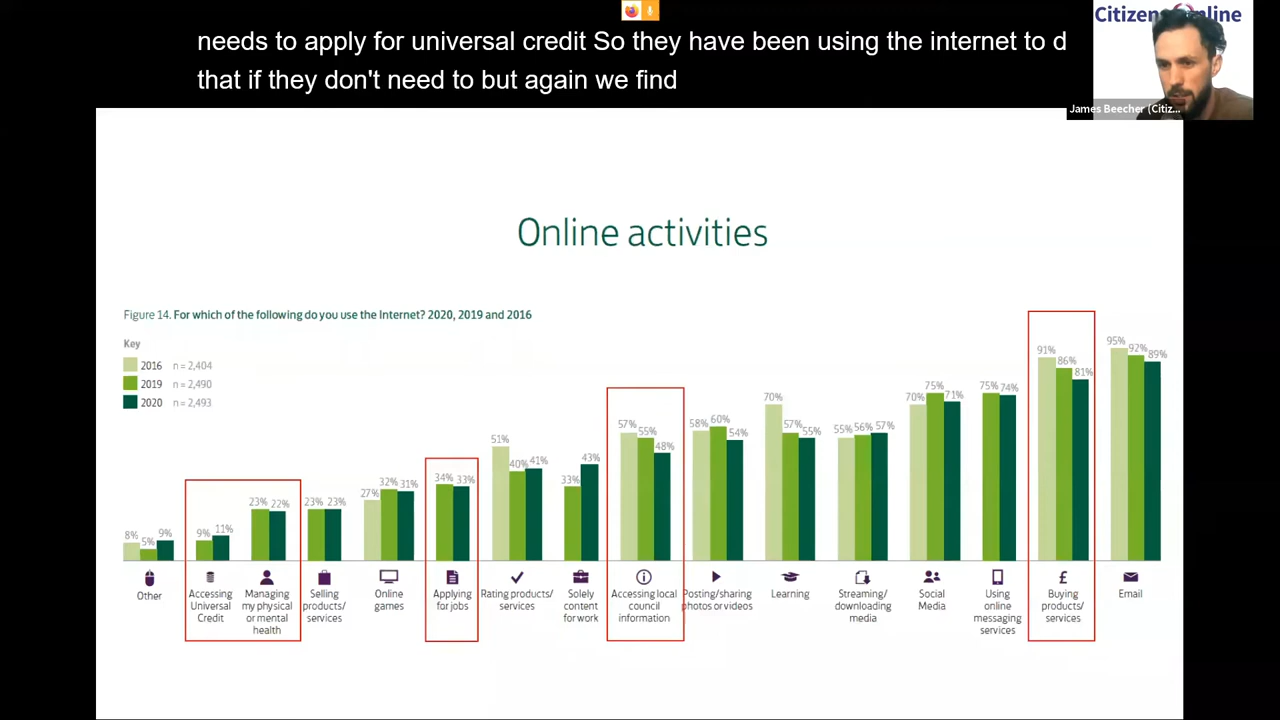 needs to apply for universal credit So they have been using the internet to d
that if they don't need to but again we find
James Beecher (Citiz...
Online activities
Figure 14. For which of the following do you use the Internet? 2020, 2019 and 2016
Key
2016 n = 2,404
2019 n = 2,490
2020 n = 2,493
8% 5% 9%
9% 11%
23% 22%
23% 23%
27% 32% 31%
34% 33%
51% 40% 41%
33% 43%
57% 55% 48%
58% 60% 54%
70% 57% 55%
55% 56% 57%
70% 75% 71%
75% 74%
91% 86% 81%
95% 92% 89%
Other
Accessing
Universal
Credit
Managing
my physical
or mental
health
Selling
products/
services
Online
games
Applying
for jobs
Rating products/
services
Solely
content
for work
Accessing local
council
information
Posting/sharing
photos or videos
Learning
Streaming/
downloading
media
Social
Media
Using
online
messaging
services
Buying
products/
services
Email